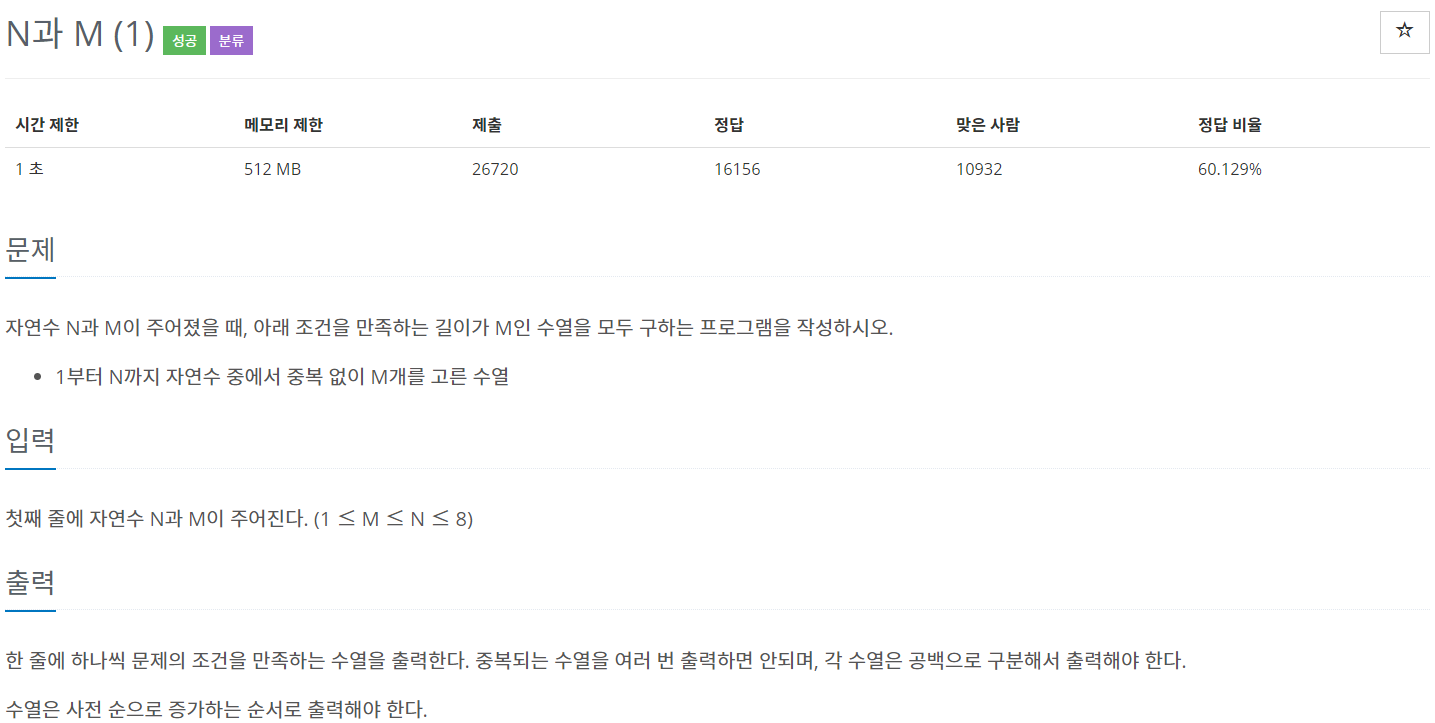 N과 M (1) 성공 분류
☆
시간 제한 메모리 제한 제출 정답 맞은 사람 정답 비율
1 초 512 MB 26720 16156 10932 60.129%
문제
자연수 N과 M이 주어졌을 때, 아래 조건을 만족하는 길이가 M인 수열을 모두 구하는 프로그램을 작성하시오.
• 1부터 N까지 자연수 중에서 중복 없이 M개를 고른 수열
입력
첫째 줄에 자연수 N과 M이 주어진다. (1 ≤ M ≤ N ≤ 8)
출력
한 줄에 하나씩 문제의 조건을 만족하는 수열을 출력한다. 중복되는 수열을 여러 번 출력하면 안되며, 각 수열은 공백으로 구분해서 출력해야 한다.
수열은 사전 순으로 증가하는 순서로 출력해야 한다.